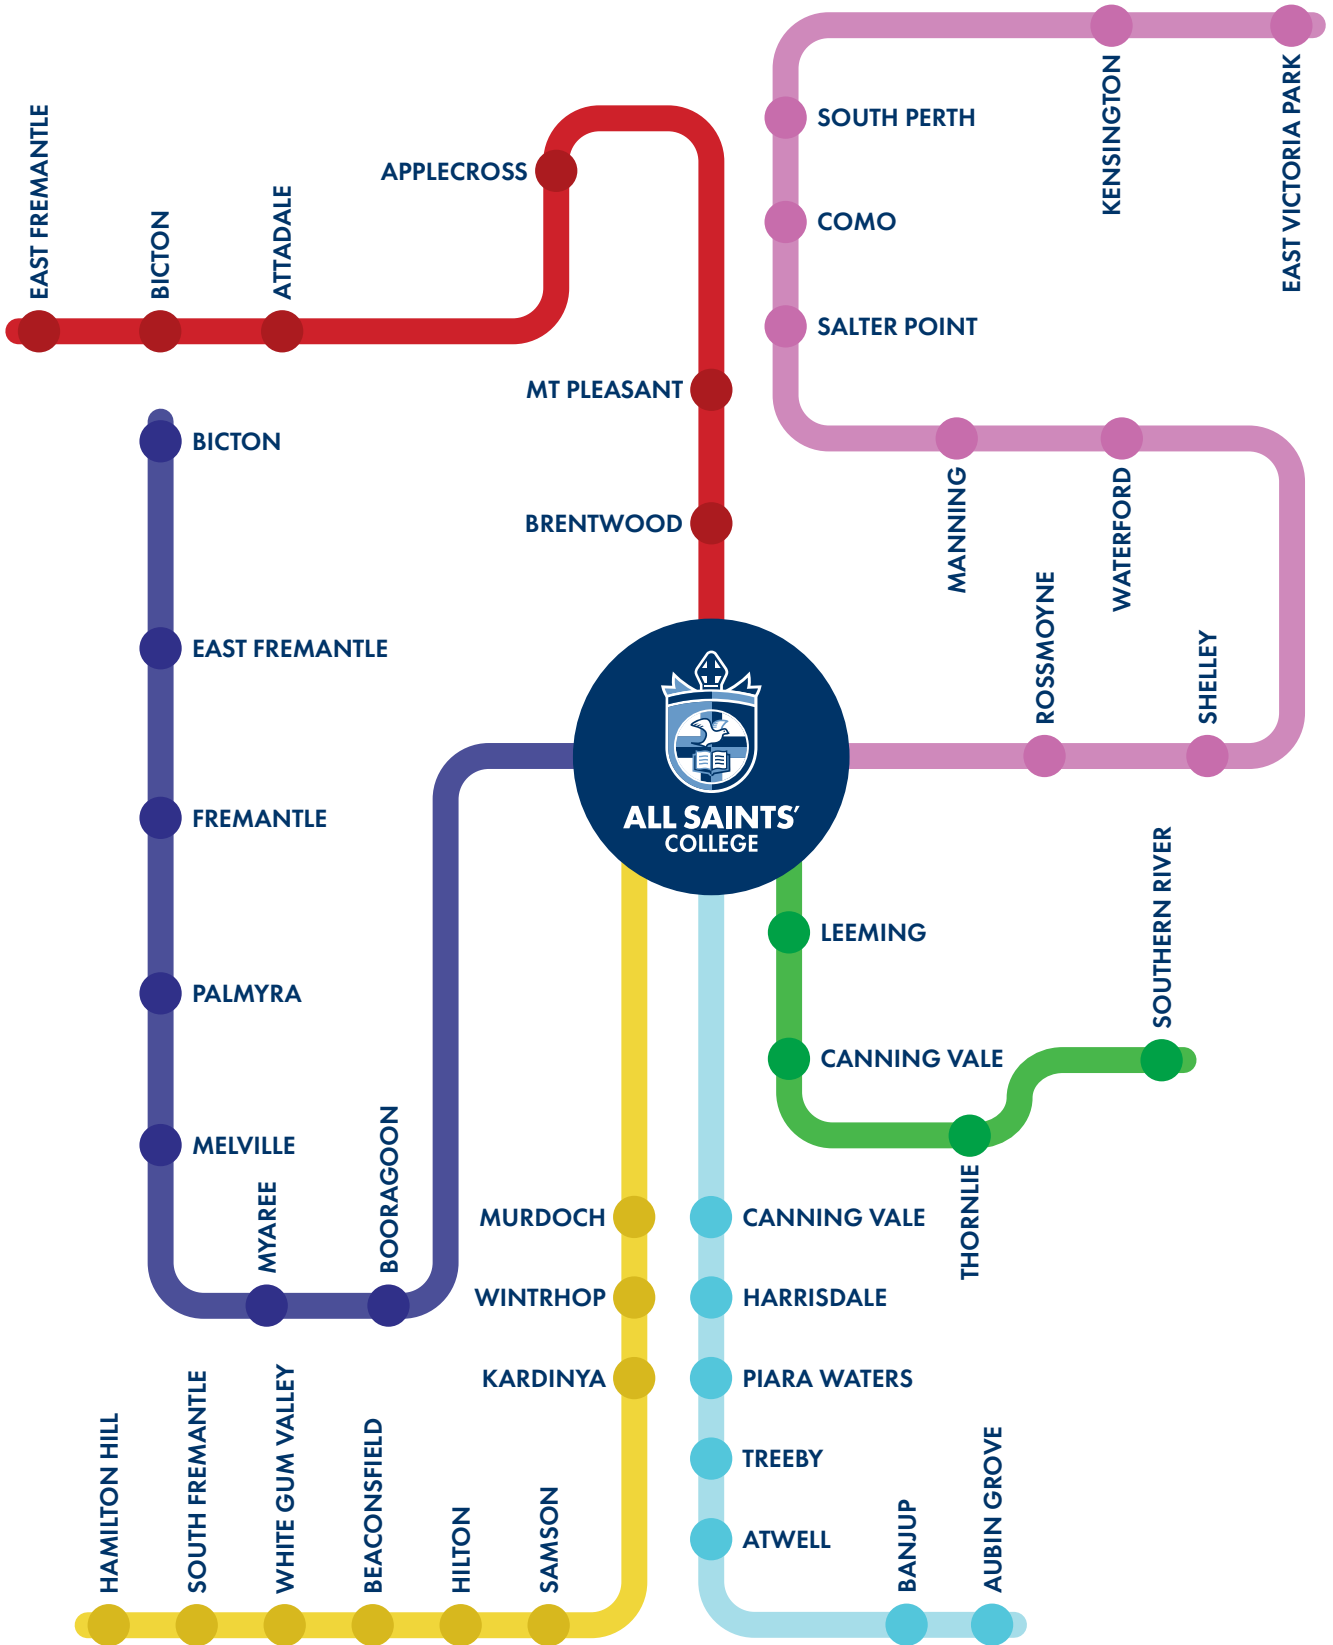 EAST FREMANTLE
BICTON
ATTADALE
APPLECROSS
MT PLEASANT
BRENTWOOD
EAST VICTORIA PARK
KENSINGTON
SOUTH PERTH
COMO
SALTER POINT
MANNING
WATERFORD
SHELLEY
ROSSMOYNE
BICTON
EAST FREMANTLE
FREMANTLE
PALMYRA
MELVILLE
MYAREE
BOORAGOON
ALL SAINTS'
COLLEGE
LEEMING
CANNING VALE
THORNLIE
SOUTHERN RIVER
MURDOCH
WINTRHOP
KARDINYA
HAMILTON HILL
SOUTH FREMANTLE
WHITE GUM VALLEY
BEACONSFIELD
HILTON
SAMSON
CANNING VALE
HARRISDALE
PIARA WATERS
TREEBY
ATWELL
BANJUP
AUBIN GROVE